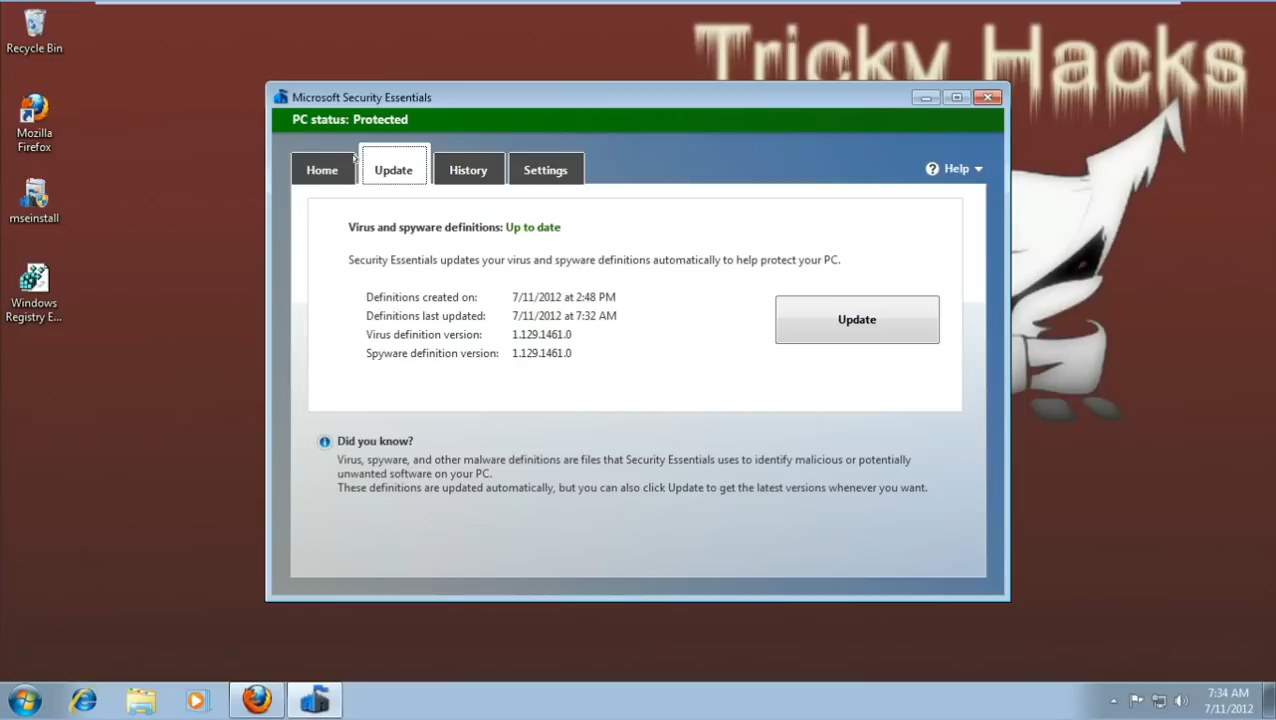 Tricky Hacks
Recycle Bin
Mozilla
Firefox
mseinstall
Windows
Registry E...
Microsoft Security Essentials
PC status: Protected
Home
Update
History
Settings
? Help
Virus and spyware definitions: Up to date
Security Essentials updates your virus and spyware definitions automatically to help protect your PC.
Definitions created on: 7/11/2012 at 2:48 PM
Definitions last updated: 7/11/2012 at 7:32 AM
Virus definition version: 1.129.1461.0
Spyware definition version: 1.129.1461.0
Update
Did you know?
Virus, spyware, and other malware definitions are files that Security Essentials uses to identify malicious or potentially
unwanted software on your PC.
These definitions are updated automatically, but you can also click Update to get the latest versions whenever you want.
7:34 AM
7/11/2012